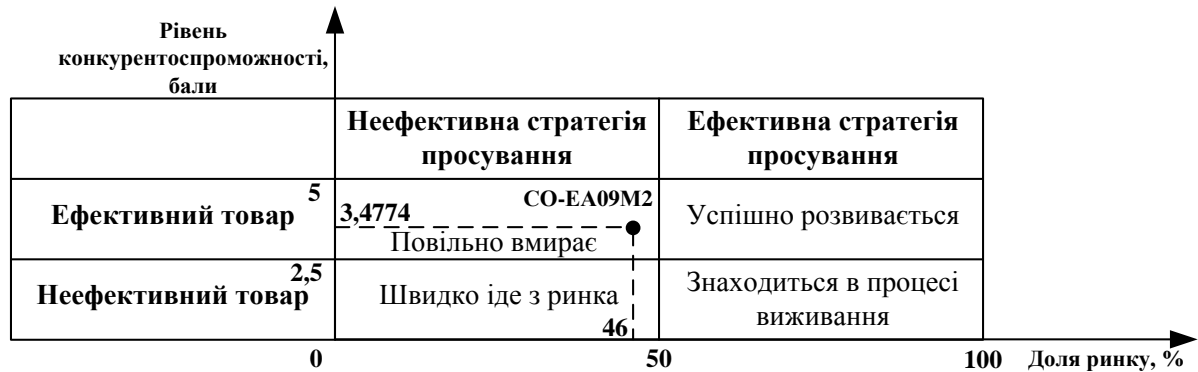 Рівень
конкурентоспроможності,
бали
Неефективна стратегія
просування
Ефективна стратегія
просування
Ефективний товар
5
3,4774
CO-EA09M2
Повільно вмирає
Успішно розвивається
Неефективний товар
2,5
Швидко іде з ринка
46
Знаходиться в процесі
виживання
0
50
100
Доля ринку, %